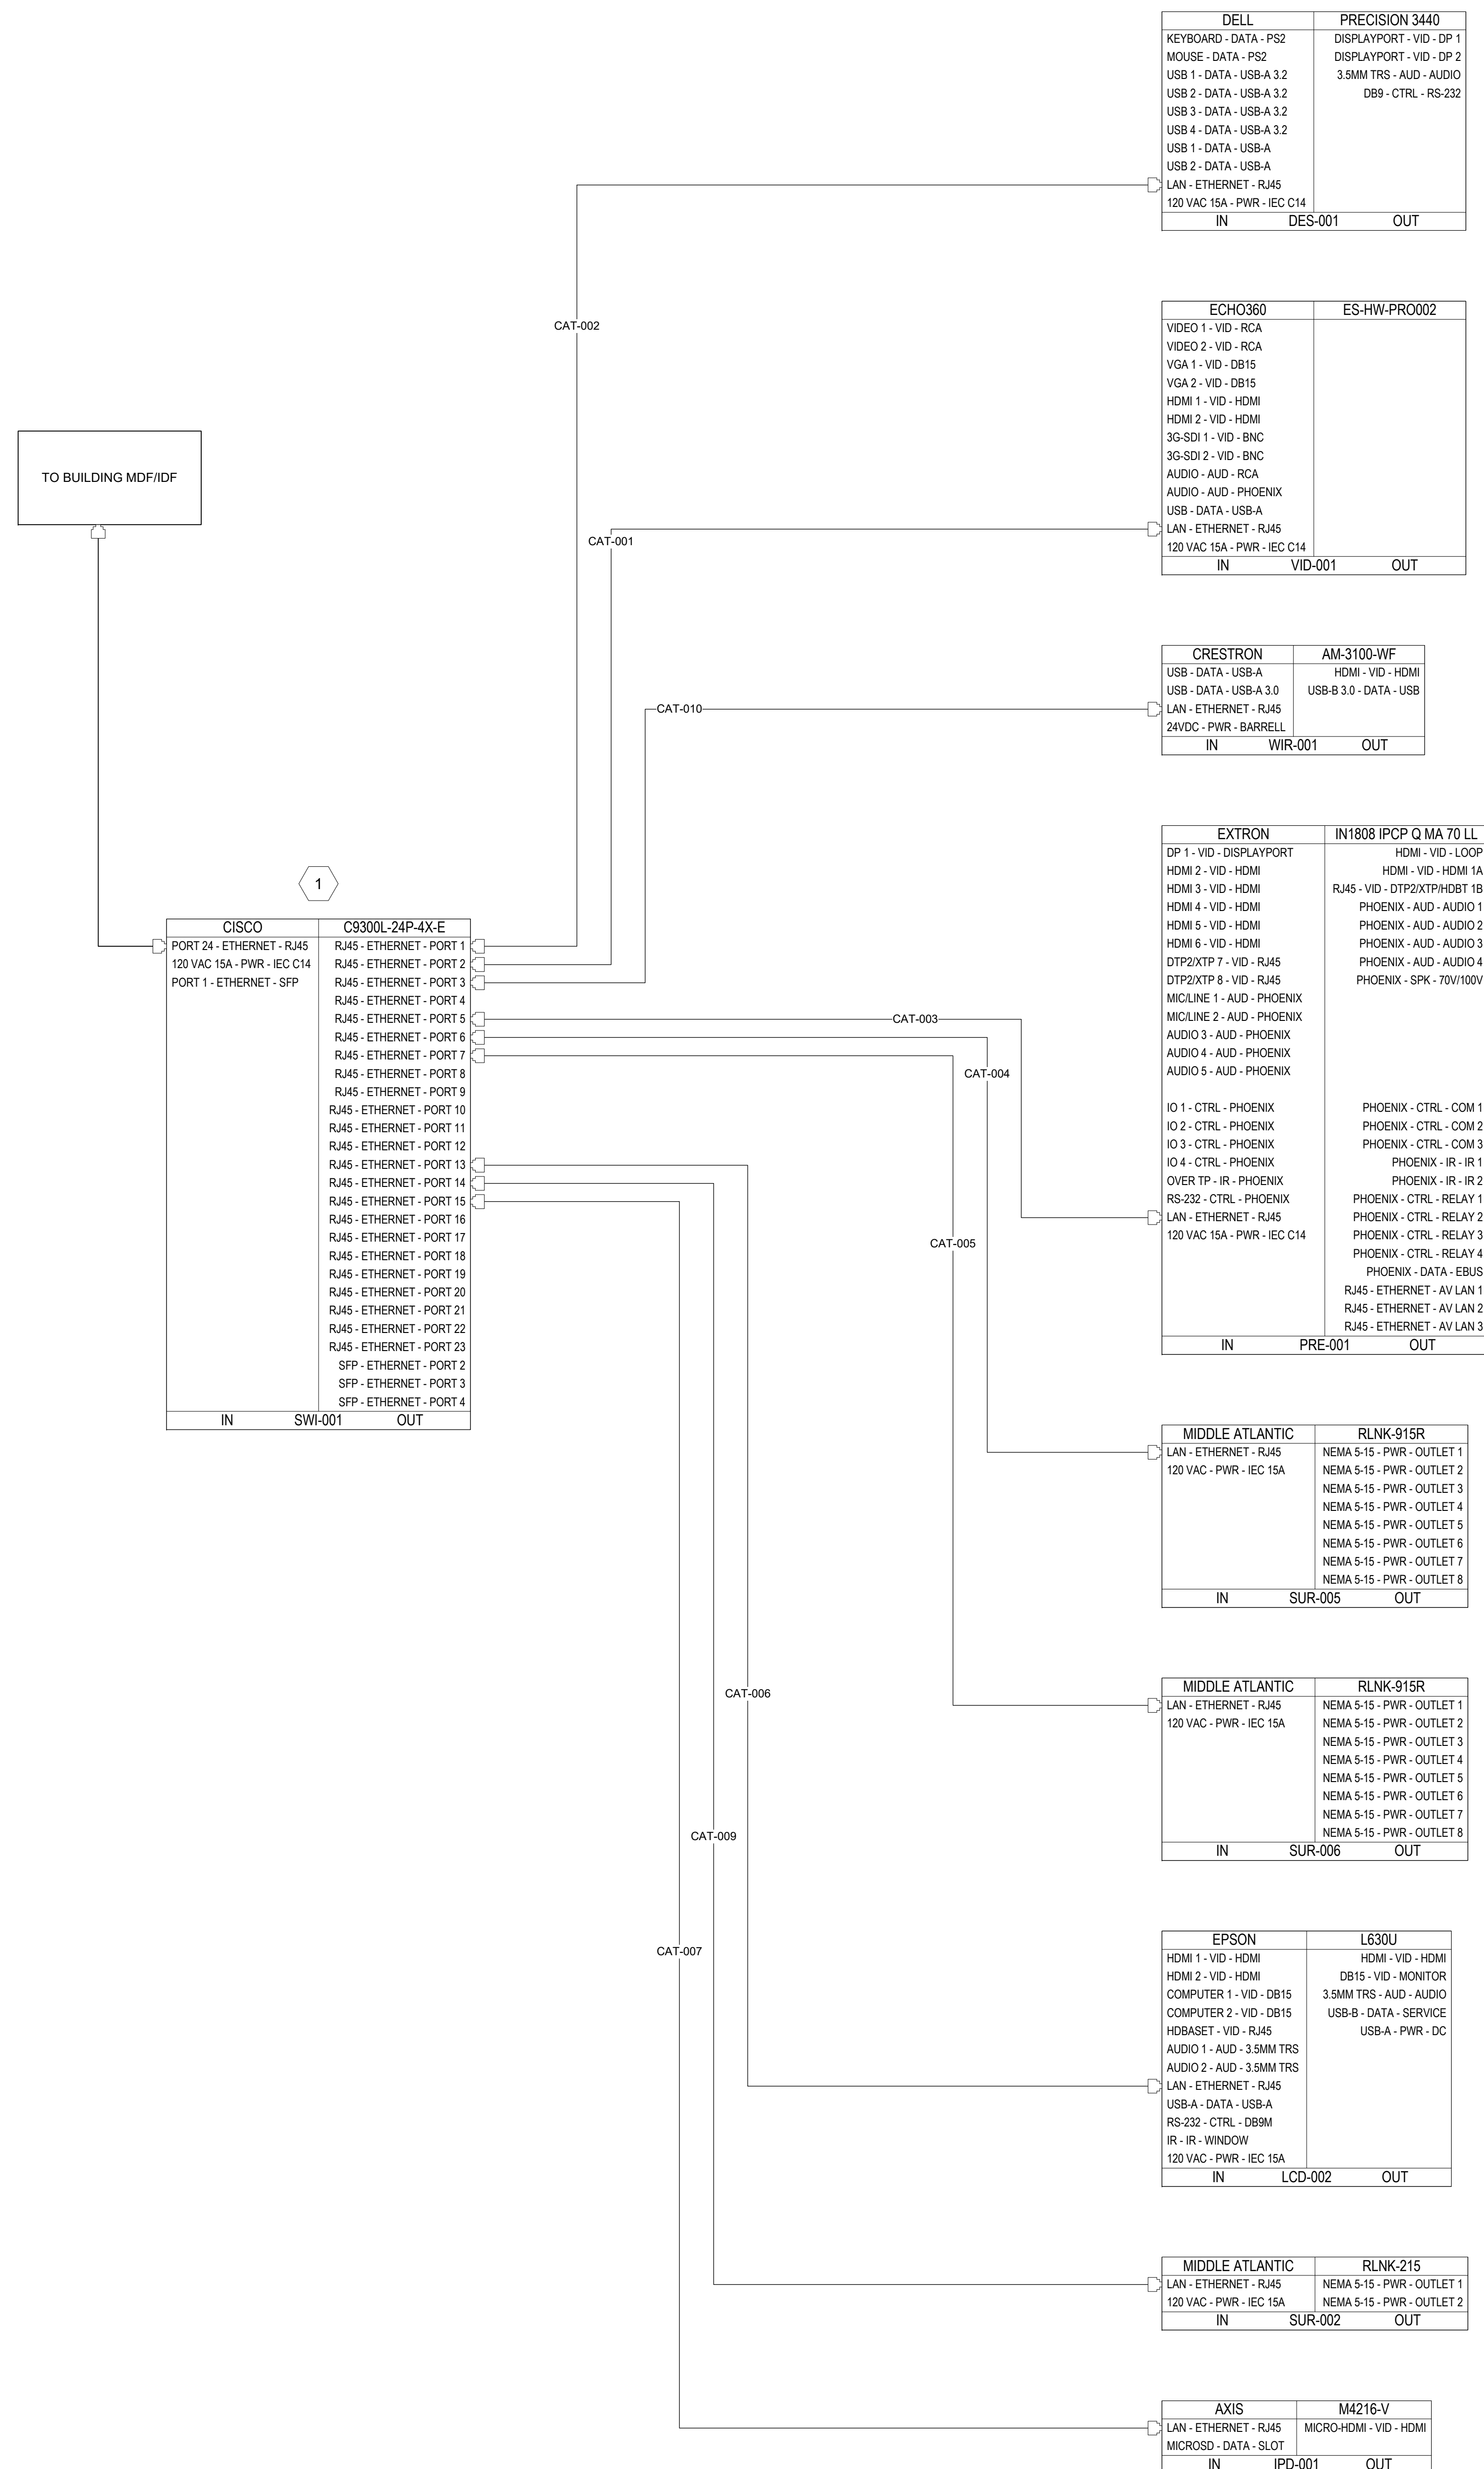 DELL PRECISION 3440
KEYBOARD - DATA - PS2 DISPLAYPORT - VID - DP 1
MOUSE - DATA - PS2 DISPLAYPORT - VID - DP 2
USB 1 - DATA - USB-A 3.2 3.5MM TRS - AUD - AUDIO
USB 2 - DATA - USB-A 3.2 DB9 - CTRL - RS-232
USB 3 - DATA - USB-A 3.2
USB 4 - DATA - USB-A 3.2
USB 1 - DATA - USB-A
USB 2 - DATA - USB-A
LAN - ETHERNET - RJ45
120 VAC 15A - PWR - IEC C14
IN DES-001 OUT
CAT-002
ECHO360 ES-HW-PRO002
VIDEO 1 - VID - RCA
VIDEO 2 - VID - RCA
VGA 1 - VID - DB15
VGA 2 - VID - DB15
HDMI 1 - VID - HDMI
HDMI 2 - VID - HDMI
3G-SDI 1 - VID - BNC
3G-SDI 2 - VID - BNC
AUDIO - AUD - RCA
AUDIO - AUD - PHOENIX
USB - DATA - USB-A
LAN - ETHERNET - RJ45
120 VAC 15A - PWR - IEC C14
IN VID-001 OUT
TO BUILDING MDF/IDF
CAT-001
CRESTRON AM-3100-WF
USB - DATA - USB-A HDMI - VID - HDMI
USB - DATA - USB-A 3.0 USB-B 3.0 - DATA - USB
LAN - ETHERNET - RJ45
24VDC - PWR - BARRELL
IN WIR-001 OUT
CAT-010
1
CISCO C9300L-24P-4X-E
PORT 24 - ETHERNET - RJ45 RJ45 - ETHERNET - PORT 1
120 VAC 15A - PWR - IEC C14 RJ45 - ETHERNET - PORT 2
PORT 1 - ETHERNET - SFP RJ45 - ETHERNET - PORT 3
RJ45 - ETHERNET - PORT 4
RJ45 - ETHERNET - PORT 5
RJ45 - ETHERNET - PORT 6
RJ45 - ETHERNET - PORT 7
RJ45 - ETHERNET - PORT 8
RJ45 - ETHERNET - PORT 9
RJ45 - ETHERNET - PORT 10
RJ45 - ETHERNET - PORT 11
RJ45 - ETHERNET - PORT 12
RJ45 - ETHERNET - PORT 13
RJ45 - ETHERNET - PORT 14
RJ45 - ETHERNET - PORT 15
RJ45 - ETHERNET - PORT 16
RJ45 - ETHERNET - PORT 17
RJ45 - ETHERNET - PORT 18
RJ45 - ETHERNET - PORT 19
RJ45 - ETHERNET - PORT 20
RJ45 - ETHERNET - PORT 21
RJ45 - ETHERNET - PORT 22
RJ45 - ETHERNET - PORT 23
SFP - ETHERNET - PORT 2
SFP - ETHERNET - PORT 3
SFP - ETHERNET - PORT 4
IN SWI-001 OUT
CAT-003
CAT-004
CAT-005
EXTRON IN1808 IPCP Q MA 70 LL
DP 1 - VID - DISPLAYPORT HDMI - VID - LOOP
HDMI 2 - VID - HDMI HDMI - VID - HDMI 1A
HDMI 3 - VID - HDMI RJ45 - VID - DTP2/XTP/HDBT 1B
HDMI 4 - VID - HDMI PHOENIX - AUD - AUDIO 1
HDMI 5 - VID - HDMI PHOENIX - AUD - AUDIO 2
HDMI 6 - VID - HDMI PHOENIX - AUD - AUDIO 3
DTP2/XTP 7 - VID - RJ45 PHOENIX - AUD - AUDIO 4
DTP2/XTP 8 - VID - RJ45 PHOENIX - SPK - 70V/100V
MIC/LINE 1 - AUD - PHOENIX
MIC/LINE 2 - AUD - PHOENIX
AUDIO 3 - AUD - PHOENIX
AUDIO 4 - AUD - PHOENIX
AUDIO 5 - AUD - PHOENIX
IO 1 - CTRL - PHOENIX PHOENIX - CTRL - COM 1
IO 2 - CTRL - PHOENIX PHOENIX - CTRL - COM 2
IO 3 - CTRL - PHOENIX PHOENIX - CTRL - COM 3
IO 4 - CTRL - PHOENIX PHOENIX - IR - IR 1
OVER TP - IR - PHOENIX PHOENIX - IR - IR 2
RS-232 - CTRL - PHOENIX PHOENIX - CTRL - RELAY 1
LAN - ETHERNET - RJ45 PHOENIX - CTRL - RELAY 2
120 VAC 15A - PWR - IEC C14 PHOENIX - CTRL - RELAY 3
PHOENIX - CTRL - RELAY 4
PHOENIX - DATA - EBUS
RJ45 - ETHERNET - AV LAN 1
RJ45 - ETHERNET - AV LAN 2
RJ45 - ETHERNET - AV LAN 3
IN PRE-001 OUT
MIDDLE ATLANTIC RLNK-915R
LAN - ETHERNET - RJ45 NEMA 5-15 - PWR - OUTLET 1
120 VAC - PWR - IEC 15A NEMA 5-15 - PWR - OUTLET 2
NEMA 5-15 - PWR - OUTLET 3
NEMA 5-15 - PWR - OUTLET 4
NEMA 5-15 - PWR - OUTLET 5
NEMA 5-15 - PWR - OUTLET 6
NEMA 5-15 - PWR - OUTLET 7
NEMA 5-15 - PWR - OUTLET 8
IN SUR-005 OUT
CAT-006
MIDDLE ATLANTIC RLNK-915R
LAN - ETHERNET - RJ45 NEMA 5-15 - PWR - OUTLET 1
120 VAC - PWR - IEC 15A NEMA 5-15 - PWR - OUTLET 2
NEMA 5-15 - PWR - OUTLET 3
NEMA 5-15 - PWR - OUTLET 4
NEMA 5-15 - PWR - OUTLET 5
NEMA 5-15 - PWR - OUTLET 6
NEMA 5-15 - PWR - OUTLET 7
NEMA 5-15 - PWR - OUTLET 8
IN SUR-006 OUT
CAT-009
CAT-007
EPSON L630U
HDMI 1 - VID - HDMI HDMI - VID - HDMI
HDMI 2 - VID - HDMI DB15 - VID - MONITOR
COMPUTER 1 - VID - DB15 3.5MM TRS - AUD - AUDIO
COMPUTER 2 - VID - DB15 USB-B - DATA - SERVICE
HDBASET - VID - RJ45 USB-A - PWR - DC
AUDIO 1 - AUD - 3.5MM TRS
AUDIO 2 - AUD - 3.5MM TRS
LAN - ETHERNET - RJ45
USB-A - DATA - USB-A
RS-232 - CTRL - DB9M
IR - IR - WINDOW
120 VAC - PWR - IEC 15A
IN LCD-002 OUT
MIDDLE ATLANTIC RLNK-215
LAN - ETHERNET - RJ45 NEMA 5-15 - PWR - OUTLET 1
120 VAC - PWR - IEC 15A NEMA 5-15 - PWR - OUTLET 2
IN SUR-002 OUT
AXIS M4216-V
LAN - ETHERNET - RJ45 MICRO-HDMI - VID - HDMI
MICROSD - DATA - SLOT
IN IPD-001 OUT